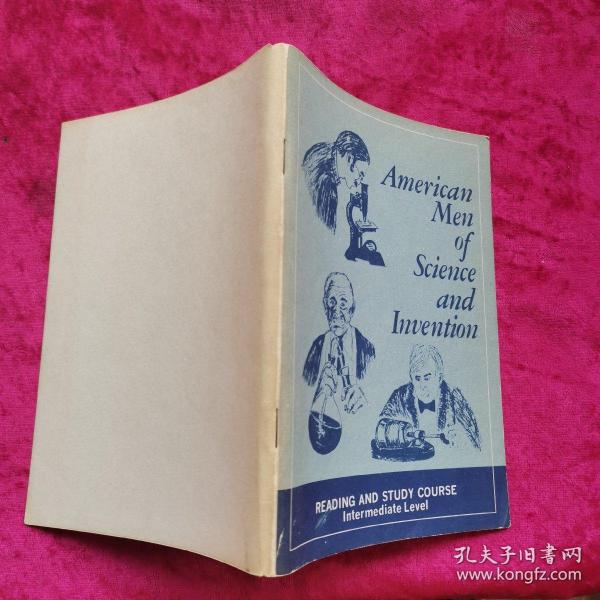 American
Men
of
Science
and
Invention
READING AND STUDY COURSE
Intermediate Level
孔夫子旧书网
www.kongfz.com